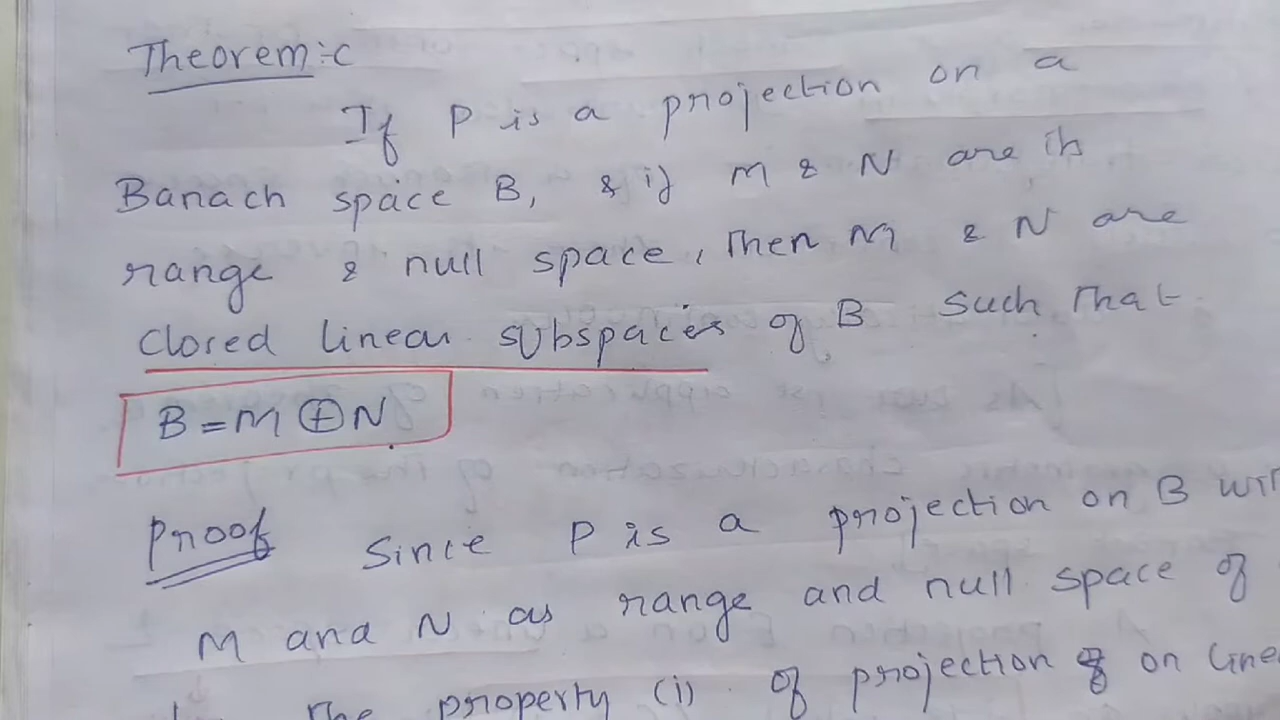 Theorem:-C
If P is a projection on a
Banach space B, & if M & N are its
range & null space, Then M & N are
closed linear subspaces of B such That
B = M ⊕ N
Proof Since P is a projection on B
M and N as range and null space of
The property (i) of projection on